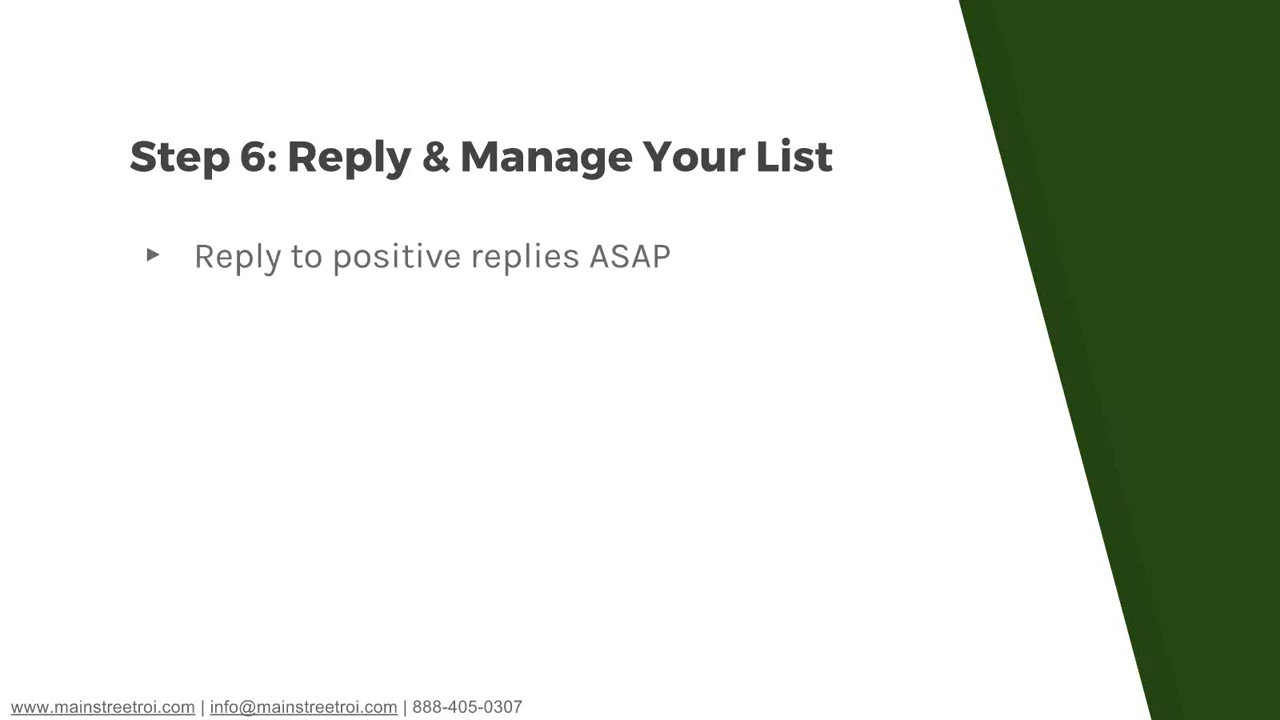 Step 6: Reply & Manage Your List
▸ Reply to positive replies ASAP
www.mainstreetroi.com | info@mainstreetroi.com | 888-405-0307